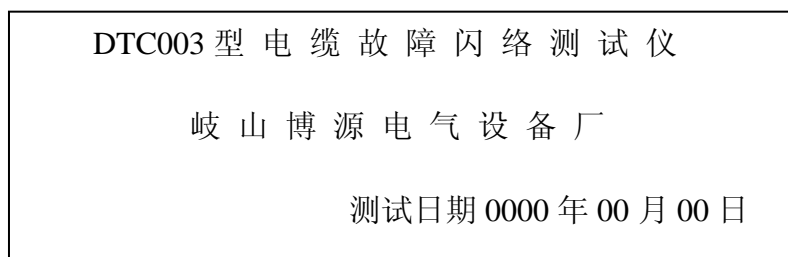 DTC003 型 电 缆 故 障 闪 络 测 试 仪
岐 山 博 源 电 气 设 备 厂
测试日期 0000 年 00 月 00 日